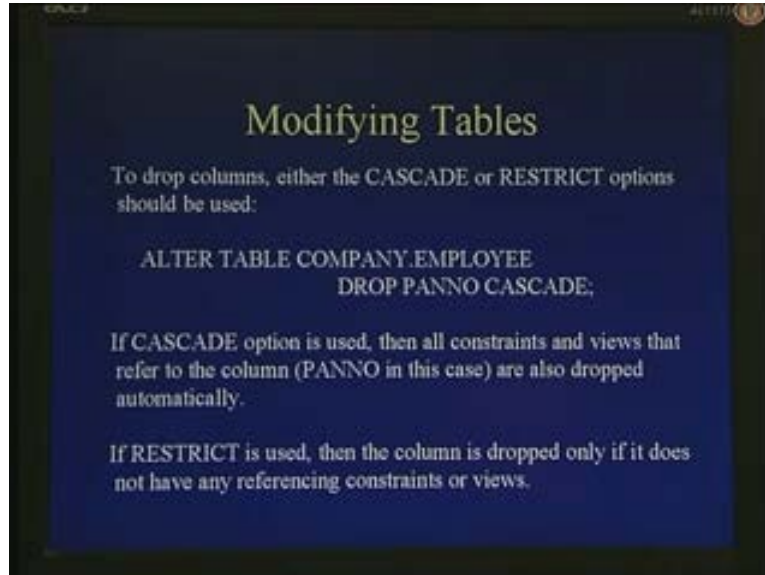 Modifying Tables
To drop columns, either the CASCADE or RESTRICT options
should be used:
ALTER TABLE COMPANY.EMPLOYEE
DROP PANNO CASCADE;
If CASCADE option is used, then all constraints and views that
refer to the column (PANNO in this case) are also dropped
automatically.
If RESTRICT is used, then the column is dropped only if it does
not have any referencing constraints or views.